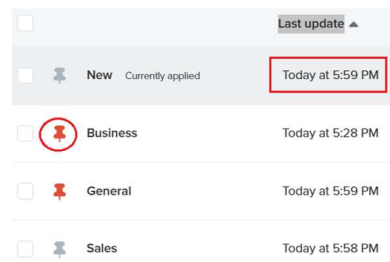 Last update
New Currently applied Today at 5:59 PM
Business Today at 5:28 PM
General Today at 5:59 PM
Sales Today at 5:58 PM